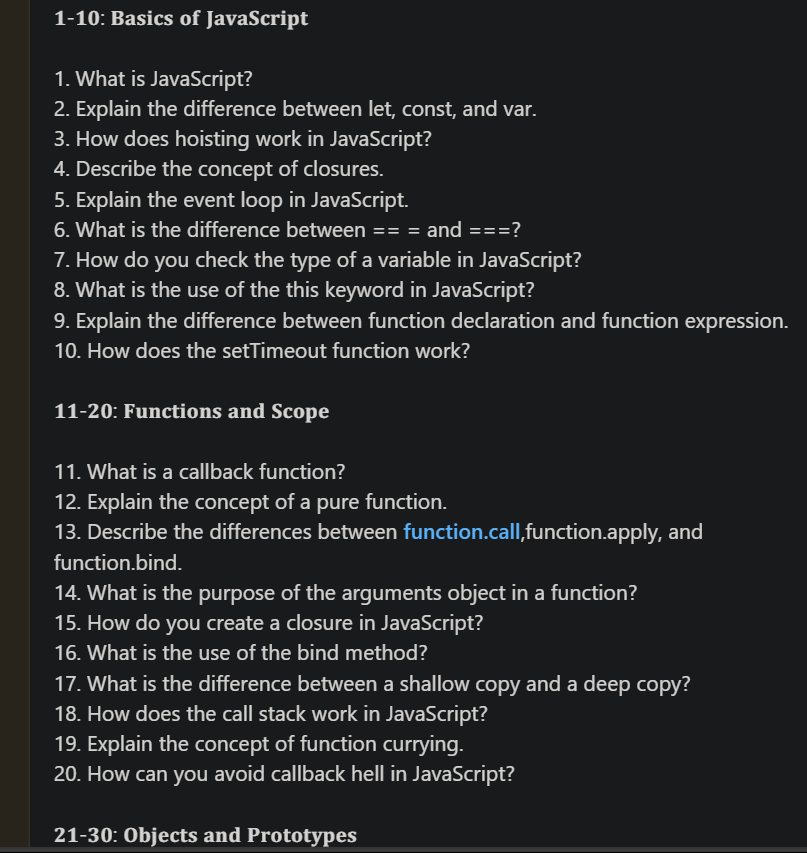 1-10: Basics of JavaScript
1. What is JavaScript?
2. Explain the difference between let, const, and var.
3. How does hoisting work in JavaScript?
4. Describe the concept of closures.
5. Explain the event loop in JavaScript.
6. What is the difference between == = and ===?
7. How do you check the type of a variable in JavaScript?
8. What is the use of the this keyword in JavaScript?
9. Explain the difference between function declaration and function expression.
10. How does the setTimeout function work?
11-20: Functions and Scope
11. What is a callback function?
12. Explain the concept of a pure function.
13. Describe the differences between function.call,function.apply, and
function.bind.
14. What is the purpose of the arguments object in a function?
15. How do you create a closure in JavaScript?
16. What is the use of the bind method?
17. What is the difference between a shallow copy and a deep copy?
18. How does the call stack work in JavaScript?
19. Explain the concept of function currying.
20. How can you avoid callback hell in JavaScript?
21-30: Objects and Prototypes